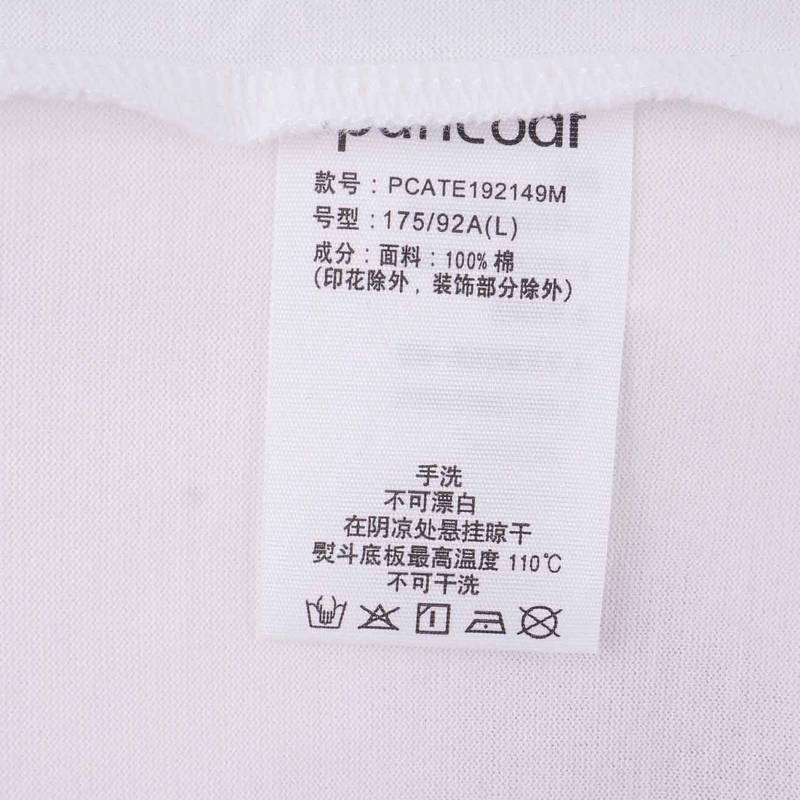 pancoat
款号：PCATE192149M
号型：175/92A(L)
成分：面料：100% 棉
(印花除外，装饰部分除外)
手洗
不可漂白
在阴凉处悬挂晾干
熨斗底板最高温度 110℃
不可干洗